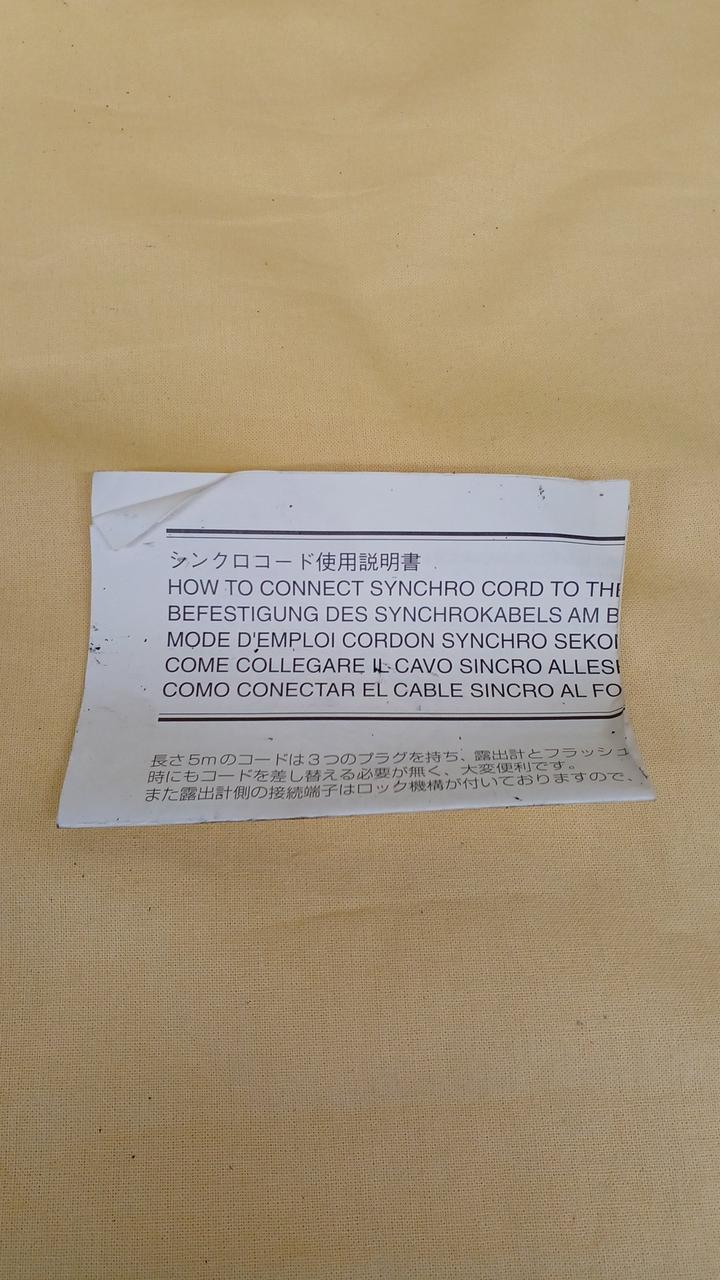 シンクロコード使用説明書
HOW TO CONNECT SYNCHRO CORD TO THE
BEFESTIGUNG DES SYNCHROKABELS AM B
MODE D'EMPLOI CORDON SYNCHRO SEKO
COME COLLEGARE IL CAVO SINCRO ALLES
COMO CONECTAR EL CABLE SINCRO AL FO
長さ5mのコードは3つのプラグを持ち、露出計とフラッシュ
時にもコードを差し替える必要が無く、大変便利です。
また露出計側の接続端子はロック機構が付いておりますので、